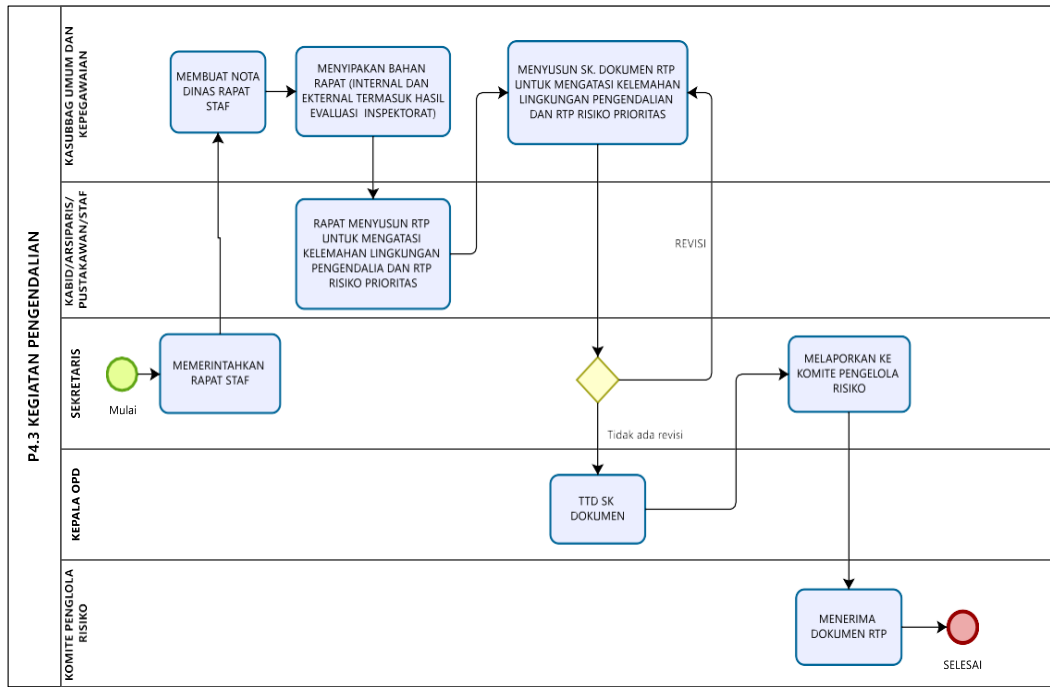 P4.3 KEGIATAN PENGENDALIAN
KASUBBAG UMUM DAN
KEPEGAWAIAN
MEMBUAT NOTA
DINAS RAPAT
STAF
MENYIPAKAN BAHAN
RAPAT (INTERNAL DAN
EKTERNAL TERMASUK HASIL
EVALUASI INSPEKTORAT)
MENYUSUN SK. DOKUMEN RTP
UNTUK MENGATASI KELEMAHAN
LINGKUNGAN PENGENDALIAN
DAN RTP RISIKO PRIORITAS
KABID/ARSIPARIS/
PUSTAKAWAN/STAF
RAPAT MENYUSUN RTP
UNTUK MENGATASI
KELEMAHAN LINGKUNGAN
PENGENDALIA DAN RTP
RISIKO PRIORITAS
REVISI
SEKRETARIS
Mulai
MEMERINTAHKAN
RAPAT STAF
Tidak ada revisi
MELAPORKAN KE
KOMITE PENGELOLA
RISIKO
KEPALA OPD
TTD SK
DOKUMEN
KOMITE PENGLOLA
RISIKO
MENERIMA
DOKUMEN RTP
SELESAI